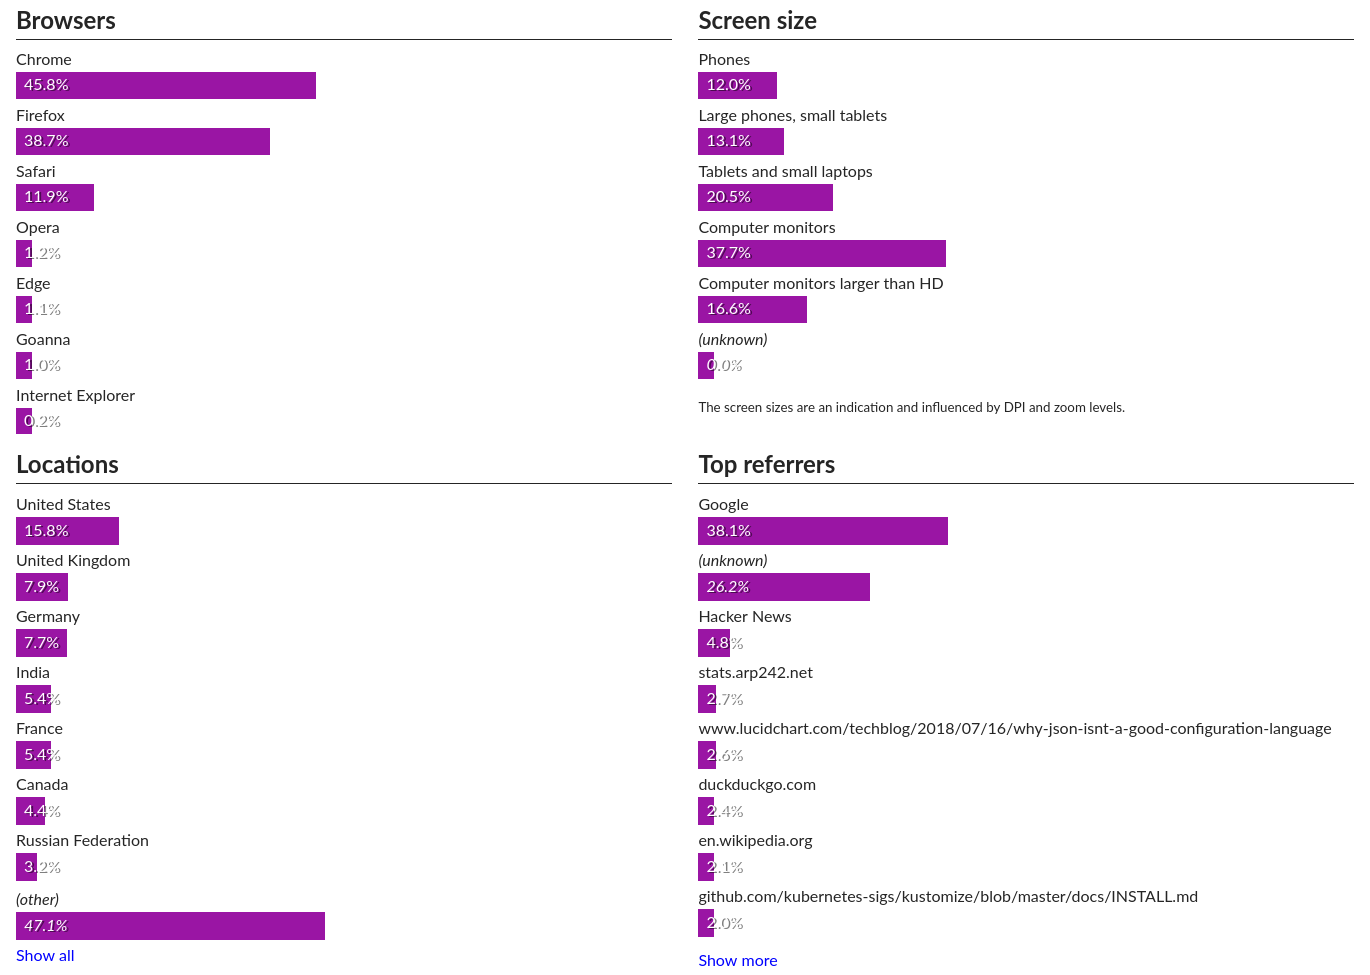 Browsers
Chrome
45.8%
Firefox
38.7%
Safari
11.9%
Opera
1.2%
Edge
1.1%
Goanna
1.0%
Internet Explorer
0.2%
Screen size
Phones
12.0%
Large phones, small tablets
13.1%
Tablets and small laptops
20.5%
Computer monitors
37.7%
Computer monitors larger than HD
16.6%
(unknown)
0.0%
The screen sizes are an indication and influenced by DPI and zoom levels.
Locations
United States
15.8%
United Kingdom
7.9%
Germany
7.7%
India
5.4%
France
5.4%
Canada
4.4%
Russian Federation
3.2%
(other)
47.1%
Show all
Top referrers
Google
38.1%
(unknown)
26.2%
Hacker News
4.8%
stats.arp242.net
2.7%
www.lucidchart.com/techblog/2018/07/16/why-json-isnt-a-good-configuration-language
2.6%
duckduckgo.com
2.4%
en.wikipedia.org
2.1%
github.com/kubernetes-sigs/kustomize/blob/master/docs/INSTALL.md
2.0%
Show more